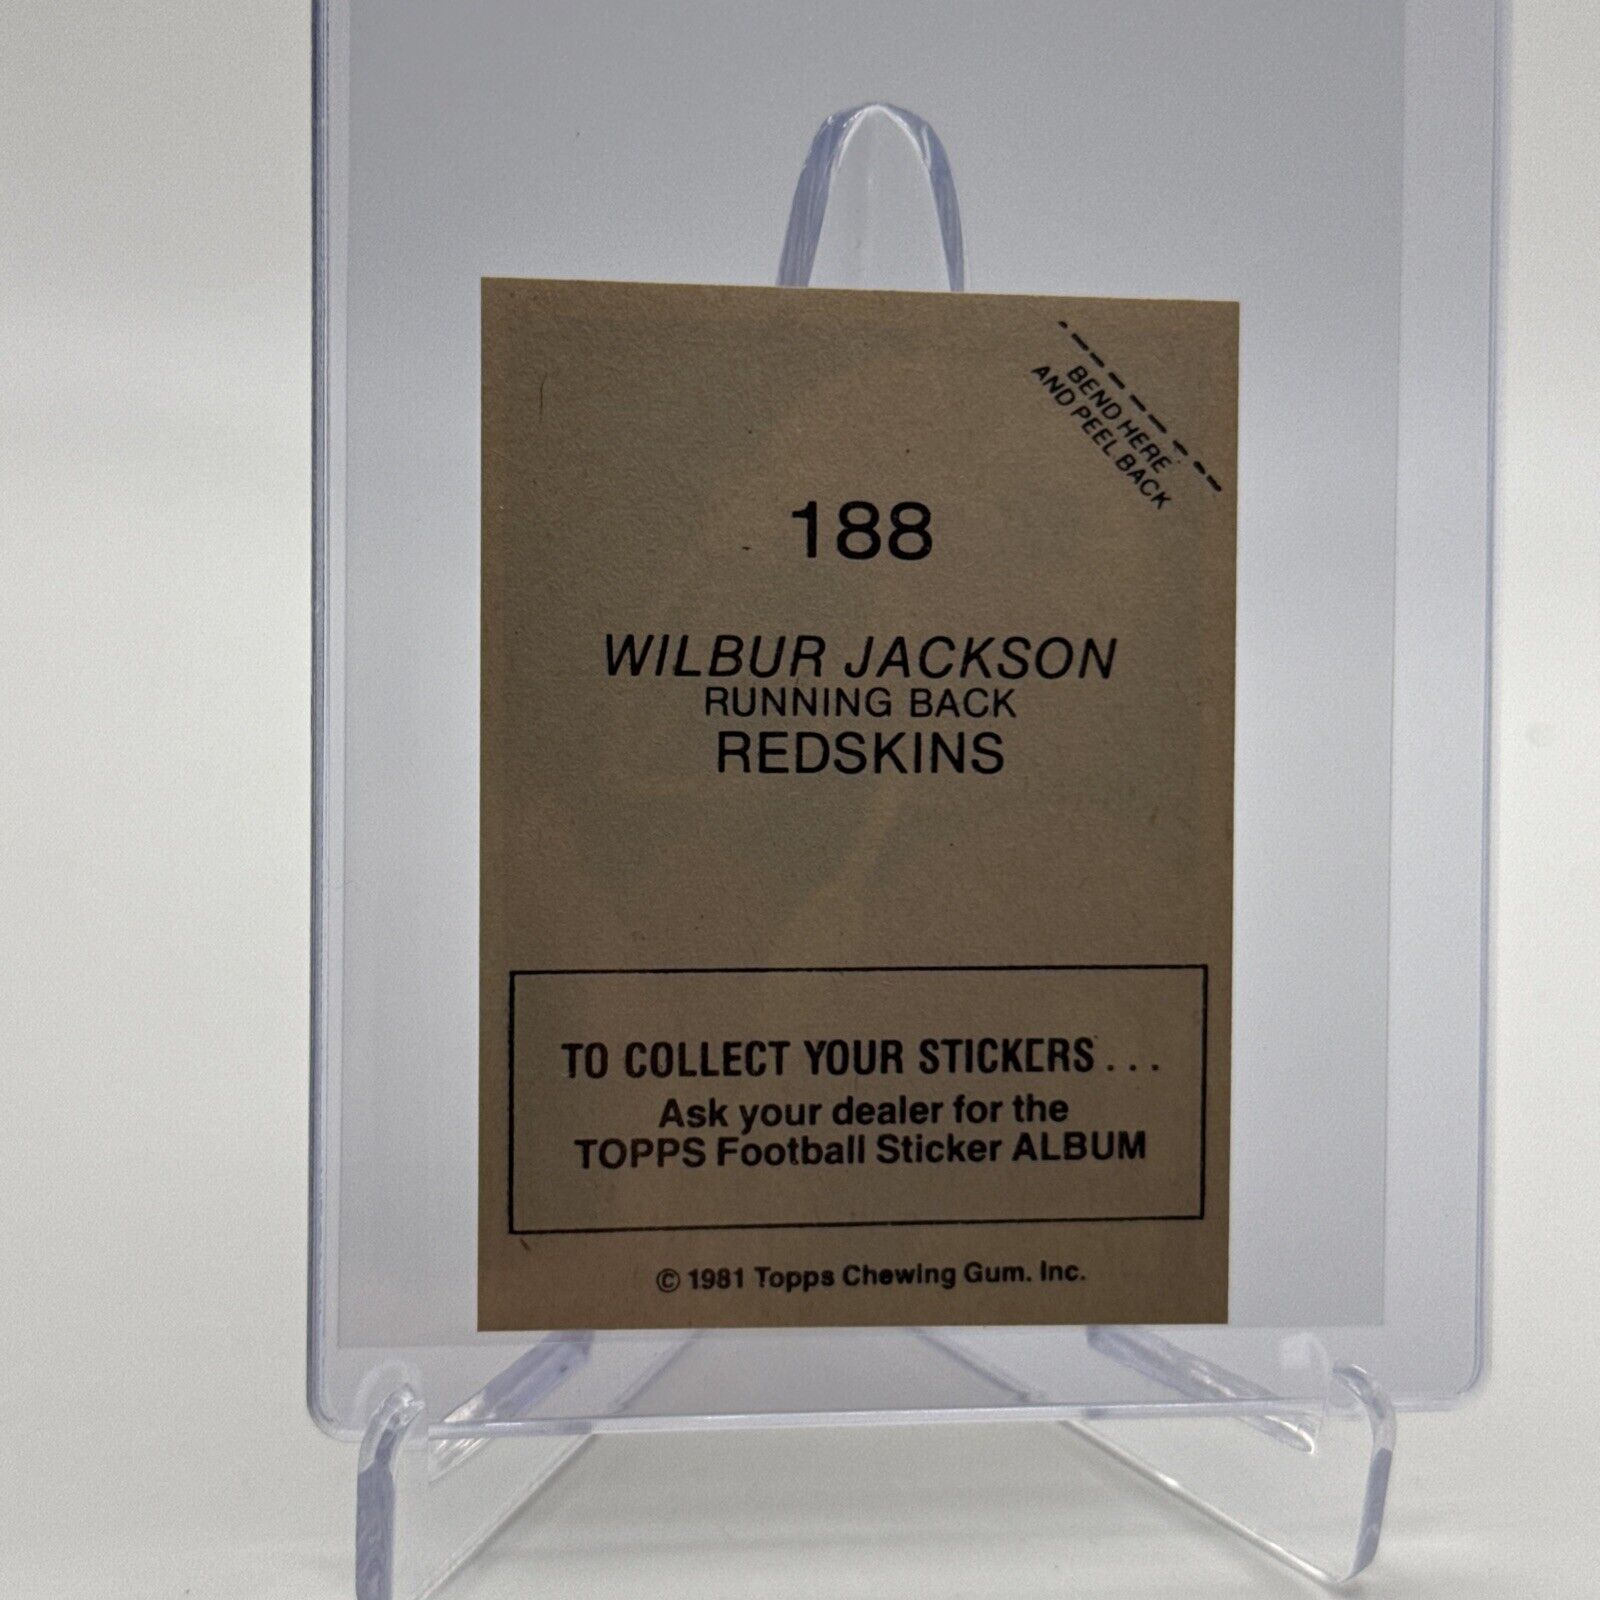 BEND HERE
AND PEEL BACK
188
WILBUR JACKSON
RUNNING BACK
REDSKINS
TO COLLECT YOUR STICKERS...
Ask your dealer for the
TOPPS Football Sticker ALBUM
© 1981 Topps Chewing Gum. Inc.